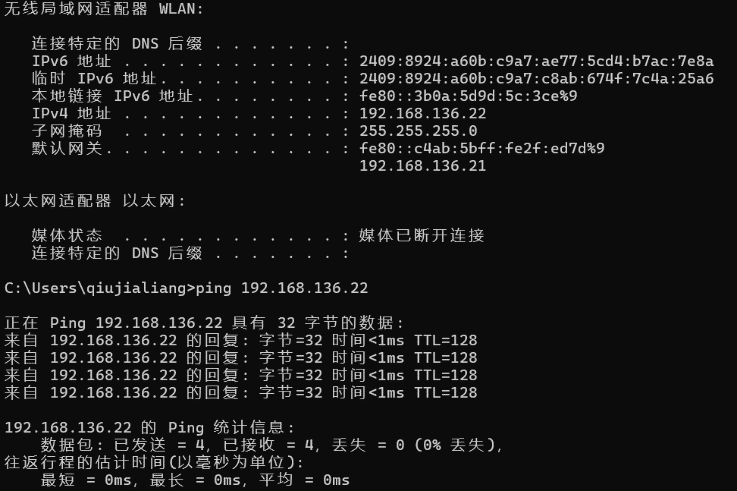 无线局域网适配器 WLAN:
连接特定的 DNS 后缀 . . . . . . . :
IPv6 地址 . . . . . . . . . . . . : 2409:8924:a60b:c9a7:ae77:5cd4:b7ac:7e8a
临时 IPv6 地址. . . . . . . . . . : 2409:8924:a60b:c9a7:c8ab:674f:7c4a:25a6
本地链接 IPv6 地址. . . . . . . . : fe80::3b0a:5d9d:5c:3ce%9
IPv4 地址 . . . . . . . . . . . . : 192.168.136.22
子网掩码  . . . . . . . . . . . . : 255.255.255.0
默认网关. . . . . . . . . . . . . : fe80::c4ab:5bff:fe2f:ed7d%9
192.168.136.21
以太网适配器 以太网:
媒体状态  . . . . . . . . . . . . : 媒体已断开连接
连接特定的 DNS 后缀 . . . . . . . :
C:\Users\qiujialiang>ping 192.168.136.22
正在 Ping 192.168.136.22 具有 32 字节的数据:
来自 192.168.136.22 的回复: 字节=32 时间<1ms TTL=128
来自 192.168.136.22 的回复: 字节=32 时间<1ms TTL=128
来自 192.168.136.22 的回复: 字节=32 时间<1ms TTL=128
来自 192.168.136.22 的回复: 字节=32 时间<1ms TTL=128
192.168.136.22 的 Ping 统计信息:
数据包: 已发送 = 4, 已接收 = 4, 丢失 = 0 (0% 丢失),
往返行程的估计时间(以毫秒为单位):
最短 = 0ms, 最长 = 0ms, 平均 = 0ms